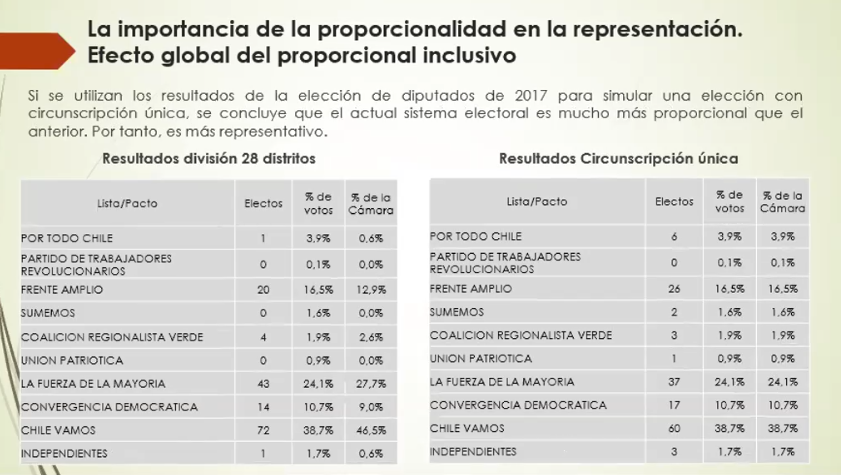 La importancia de la proporcionalidad en la representación.
Efecto global del proporcional inclusivo
Si se utilizan los resultados de la elección de diputados de 2017 para simular una elección con
circunscripción única, se concluye que el actual sistema electoral es mucho más proporcional que el
anterior. Por tanto, es más representativo.
Resultados división 28 distritos
Lista/Pacto Electos % de votos % de la Cámara
POR TODO CHILE 1 3,9% 0,6%
PARTIDO DE TRABAJADORES
REVOLUCIONARIOS 0 0,1% 0,0%
FRENTE AMPLIO 20 16,5% 12,9%
SUMEMOS 0 1,6% 0,0%
COALICION REGIONALISTA VERDE 4 1,9% 2,6%
UNION PATRIOTICA 0 0,9% 0,0%
LA FUERZA DE LA MAYORIA 43 24,1% 27,7%
CONVERGENCIA DEMOCRATICA 14 10,7% 9,0%
CHILE VAMOS 72 38,7% 46,5%
INDEPENDIENTES 1 1,7% 0,6%
Resultados Circunscripción única
Lista/Pacto Electos % de votos % de la Cámara
POR TODO CHILE 6 3,9% 3,9%
PARTIDO DE TRABAJADORES
REVOLUCIONARIOS 0 0,1% 0,1%
FRENTE AMPLIO 26 16,5% 16,5%
SUMEMOS 2 1,6% 1,6%
COALICION REGIONALISTA VERDE 3 1,9% 1,9%
UNION PATRIOTICA 1 0,9% 0,9%
LA FUERZA DE LA MAYORIA 37 24,1% 24,1%
CONVERGENCIA DEMOCRATICA 17 10,7% 10,7%
CHILE VAMOS 60 38,7% 38,7%
INDEPENDIENTES 3 1,7% 1,7%